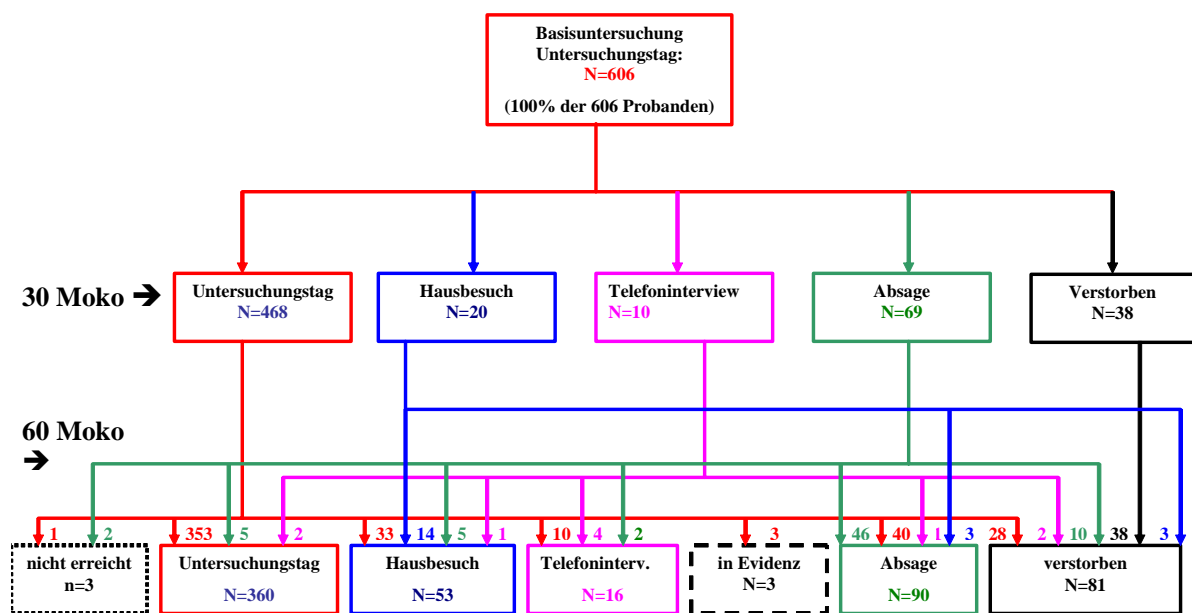 Basisuntersuchung
Untersuchungstag:
N=606
(100% der 606 Probanden)
30 Moko →
Untersuchungstag
N=468
Hausbesuch
N=20
Telefoninterview
N=10
Absage
N=69
Verstorben
N=38
60 Moko
→
1 2 353 5 2 33 14 5 1 10 4 2 3 46 40 1 3 28 2 10 38 3
nicht erreicht
n=3
Untersuchungstag
N=360
Hausbesuch
N=53
Telefoninterv.
N=16
in Evidenz
N=3
Absage
N=90
verstorben
N=81